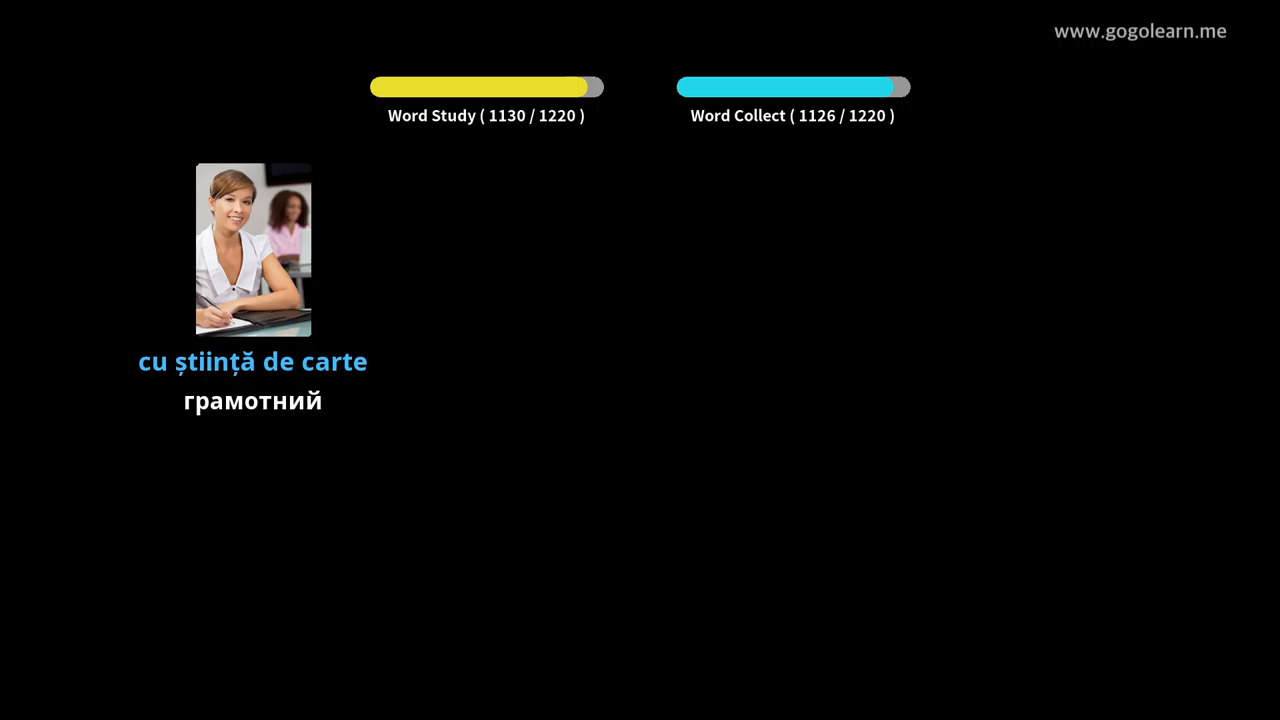 www.gogolearn.me
Word Study ( 1130 / 1220 )
Word Collect ( 1126 / 1220 )
cu știință de carte
грамотний